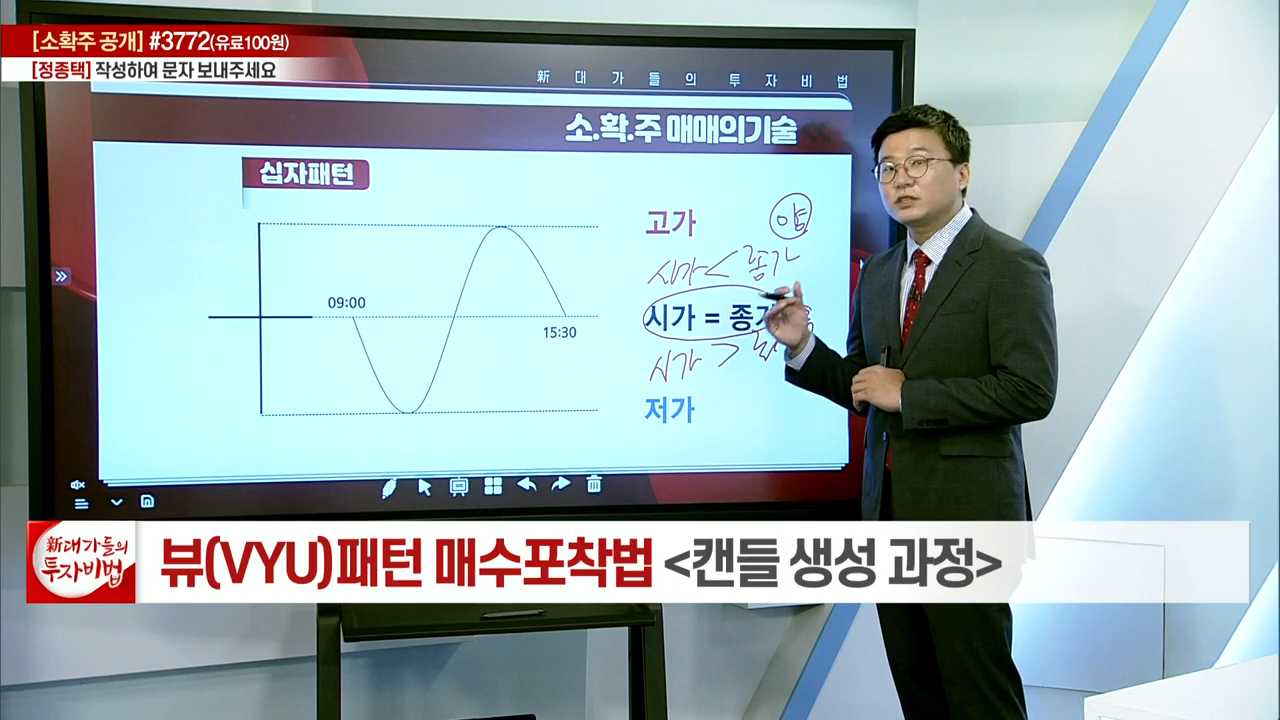 [소확주 공개] #3772(유료100원)
[정종택] 작성하여 문자 보내주세요
新 대가들의 투자비법
소.확.주 매매의기술
십자패턴
고가
양
시가 < 종가
09:00
시가 = 종가
15:30
시가 >
저가
新대가들의
투자비법
뷰(VYU)패턴 매수포착법 <캔들 생성 과정>